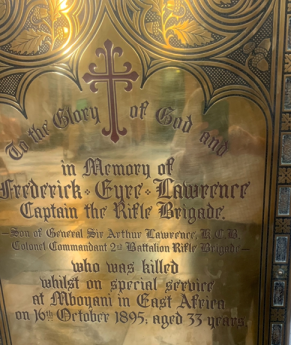 To the Glory of God and
in Memory of
Frederick · Eyre · Lawrence
Captain the Rifle Brigade.
Son of General Sir Arthur Lawrence, K.C.B.
Colonel Commandant 2nd Battalion Rifle Brigade
who was killed
whilst on special service
at Mboyani in East Africa
on 16th October 1895, aged 33 years.